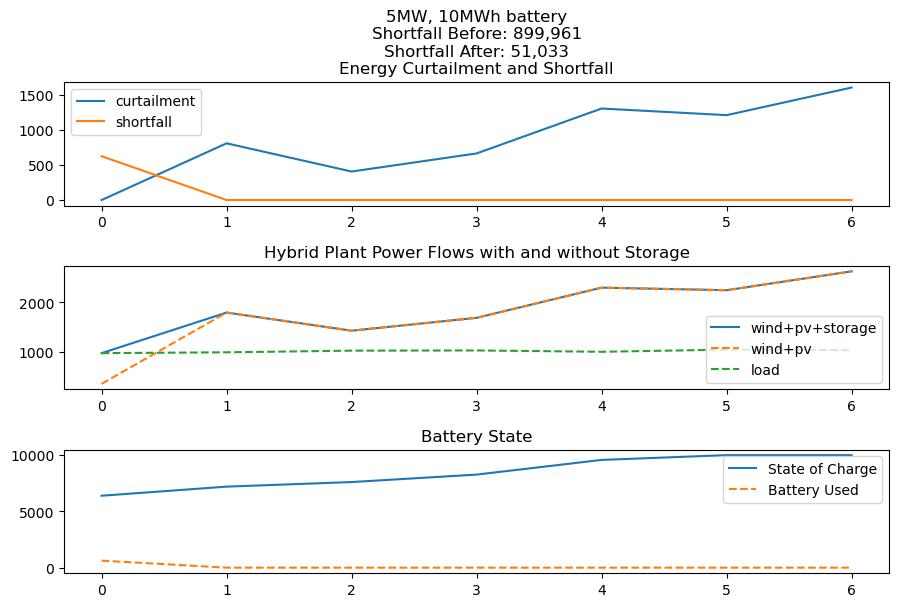 5MW, 10MWh battery
Shortfall Before: 899,961
Shortfall After: 51,033
Energy Curtailment and Shortfall
1500
1000
500
0
curtailment
shortfall
0 1 2 3 4 5 6
Hybrid Plant Power Flows with and without Storage
2000
1000
wind+pv+storage
wind+pv
load
0 1 2 3 4 5 6
Battery State
10000
5000
0
State of Charge
Battery Used
0 1 2 3 4 5 6